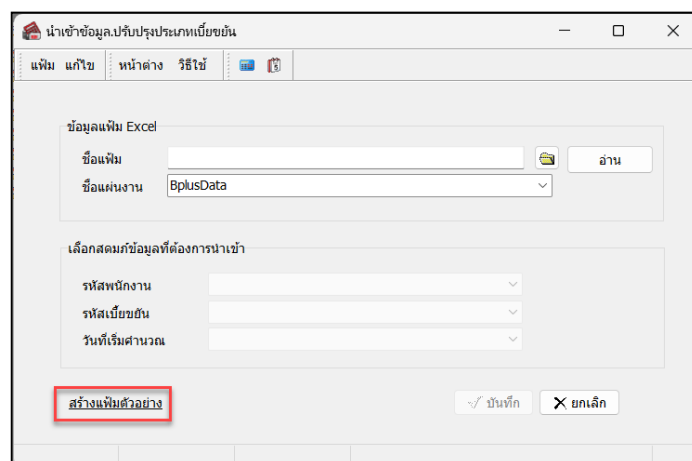 นำเข้าข้อมูล.ปรับปรุงประเภทเบี้ยขยัน
แฟ้ม แก้ไข หน้าต่าง วิธีใช้
ข้อมูลแฟ้ม Excel
ชื่อแฟ้ม อ่าน
ชื่อแผ่นงาน BplusData
เลือกสดมภ์ข้อมูลที่ต้องการนำเข้า
รหัสพนักงาน
รหัสเบี้ยขยัน
วันที่เริ่มคำนวณ
สร้างแฟ้มตัวอย่าง บันทึก ยกเลิก